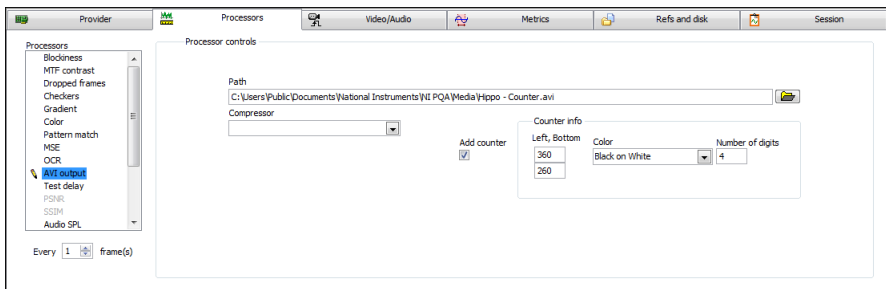 Provider Processors Video/Audio Metrics Refs and disk Session
Processors
Blockiness
MTF contrast
Dropped frames
Checkers
Gradient
Color
Pattern match
MSE
OCR
AVI output
Test delay
PSNR
SSIM
Audio SPL
Every 1 frame(s)
Processor controls
Path
C:\Users\Public\Documents\National Instruments\NI PQA\Media\Hippo - Counter.avi
Compressor
Add counter
Counter info
Left, Bottom
360
260
Color
Black on White
Number of digits
4